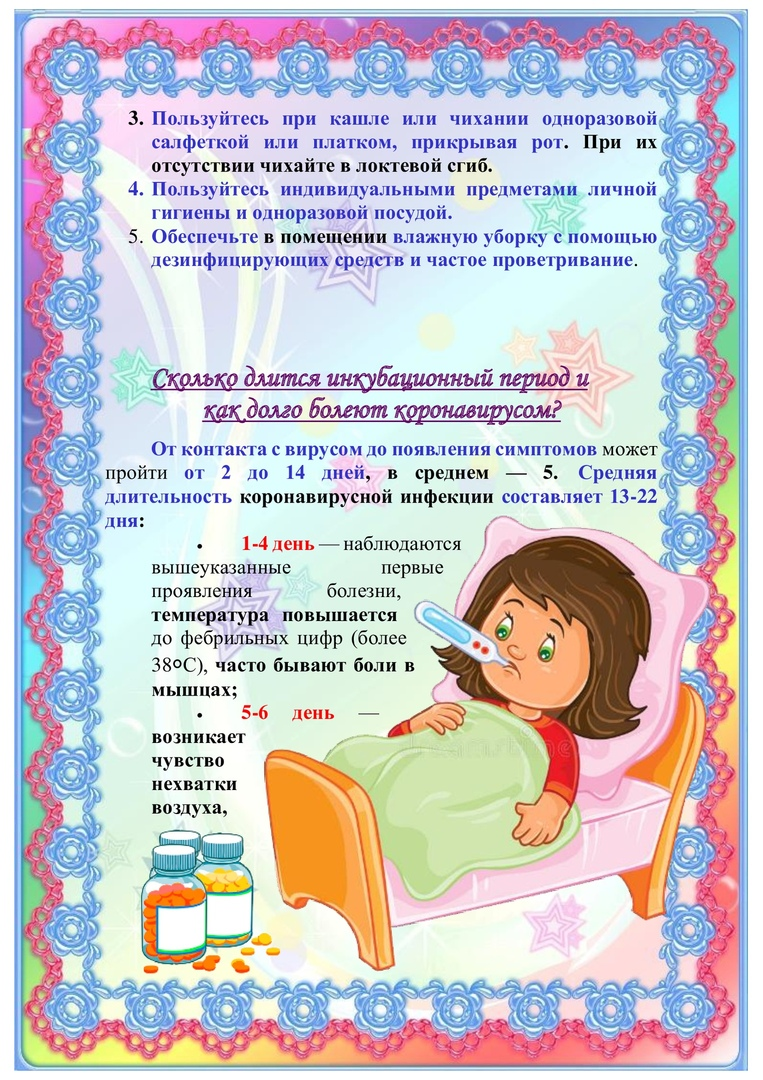 3. Пользуйтесь при кашле или чихании одноразовой
салфеткой или платком, прикрывая рот. При их
отсутствии чихайте в локтевой сгиб.
4. Пользуйтесь индивидуальными предметами личной
гигиены и одноразовой посудой.
5. Обеспечьте в помещении влажную уборку с помощью
дезинфицирующих средств и частое проветривание.
Сколько длится инкубационный период и
как долго болеют коронавирусом?
От контакта с вирусом до появления симптомов может
пройти от 2 до 14 дней, в среднем — 5. Средняя
длительность коронавирусной инфекции составляет 13-22
дня:
• 1-4 день — наблюдаются
вышеуказанные первые
проявления болезни,
температура повышается
до фебрильных цифр (более
38ºС), часто бывают боли в
мышцах;
• 5-6 день —
возникает
чувство
нехватки
воздуха,
dreamstime